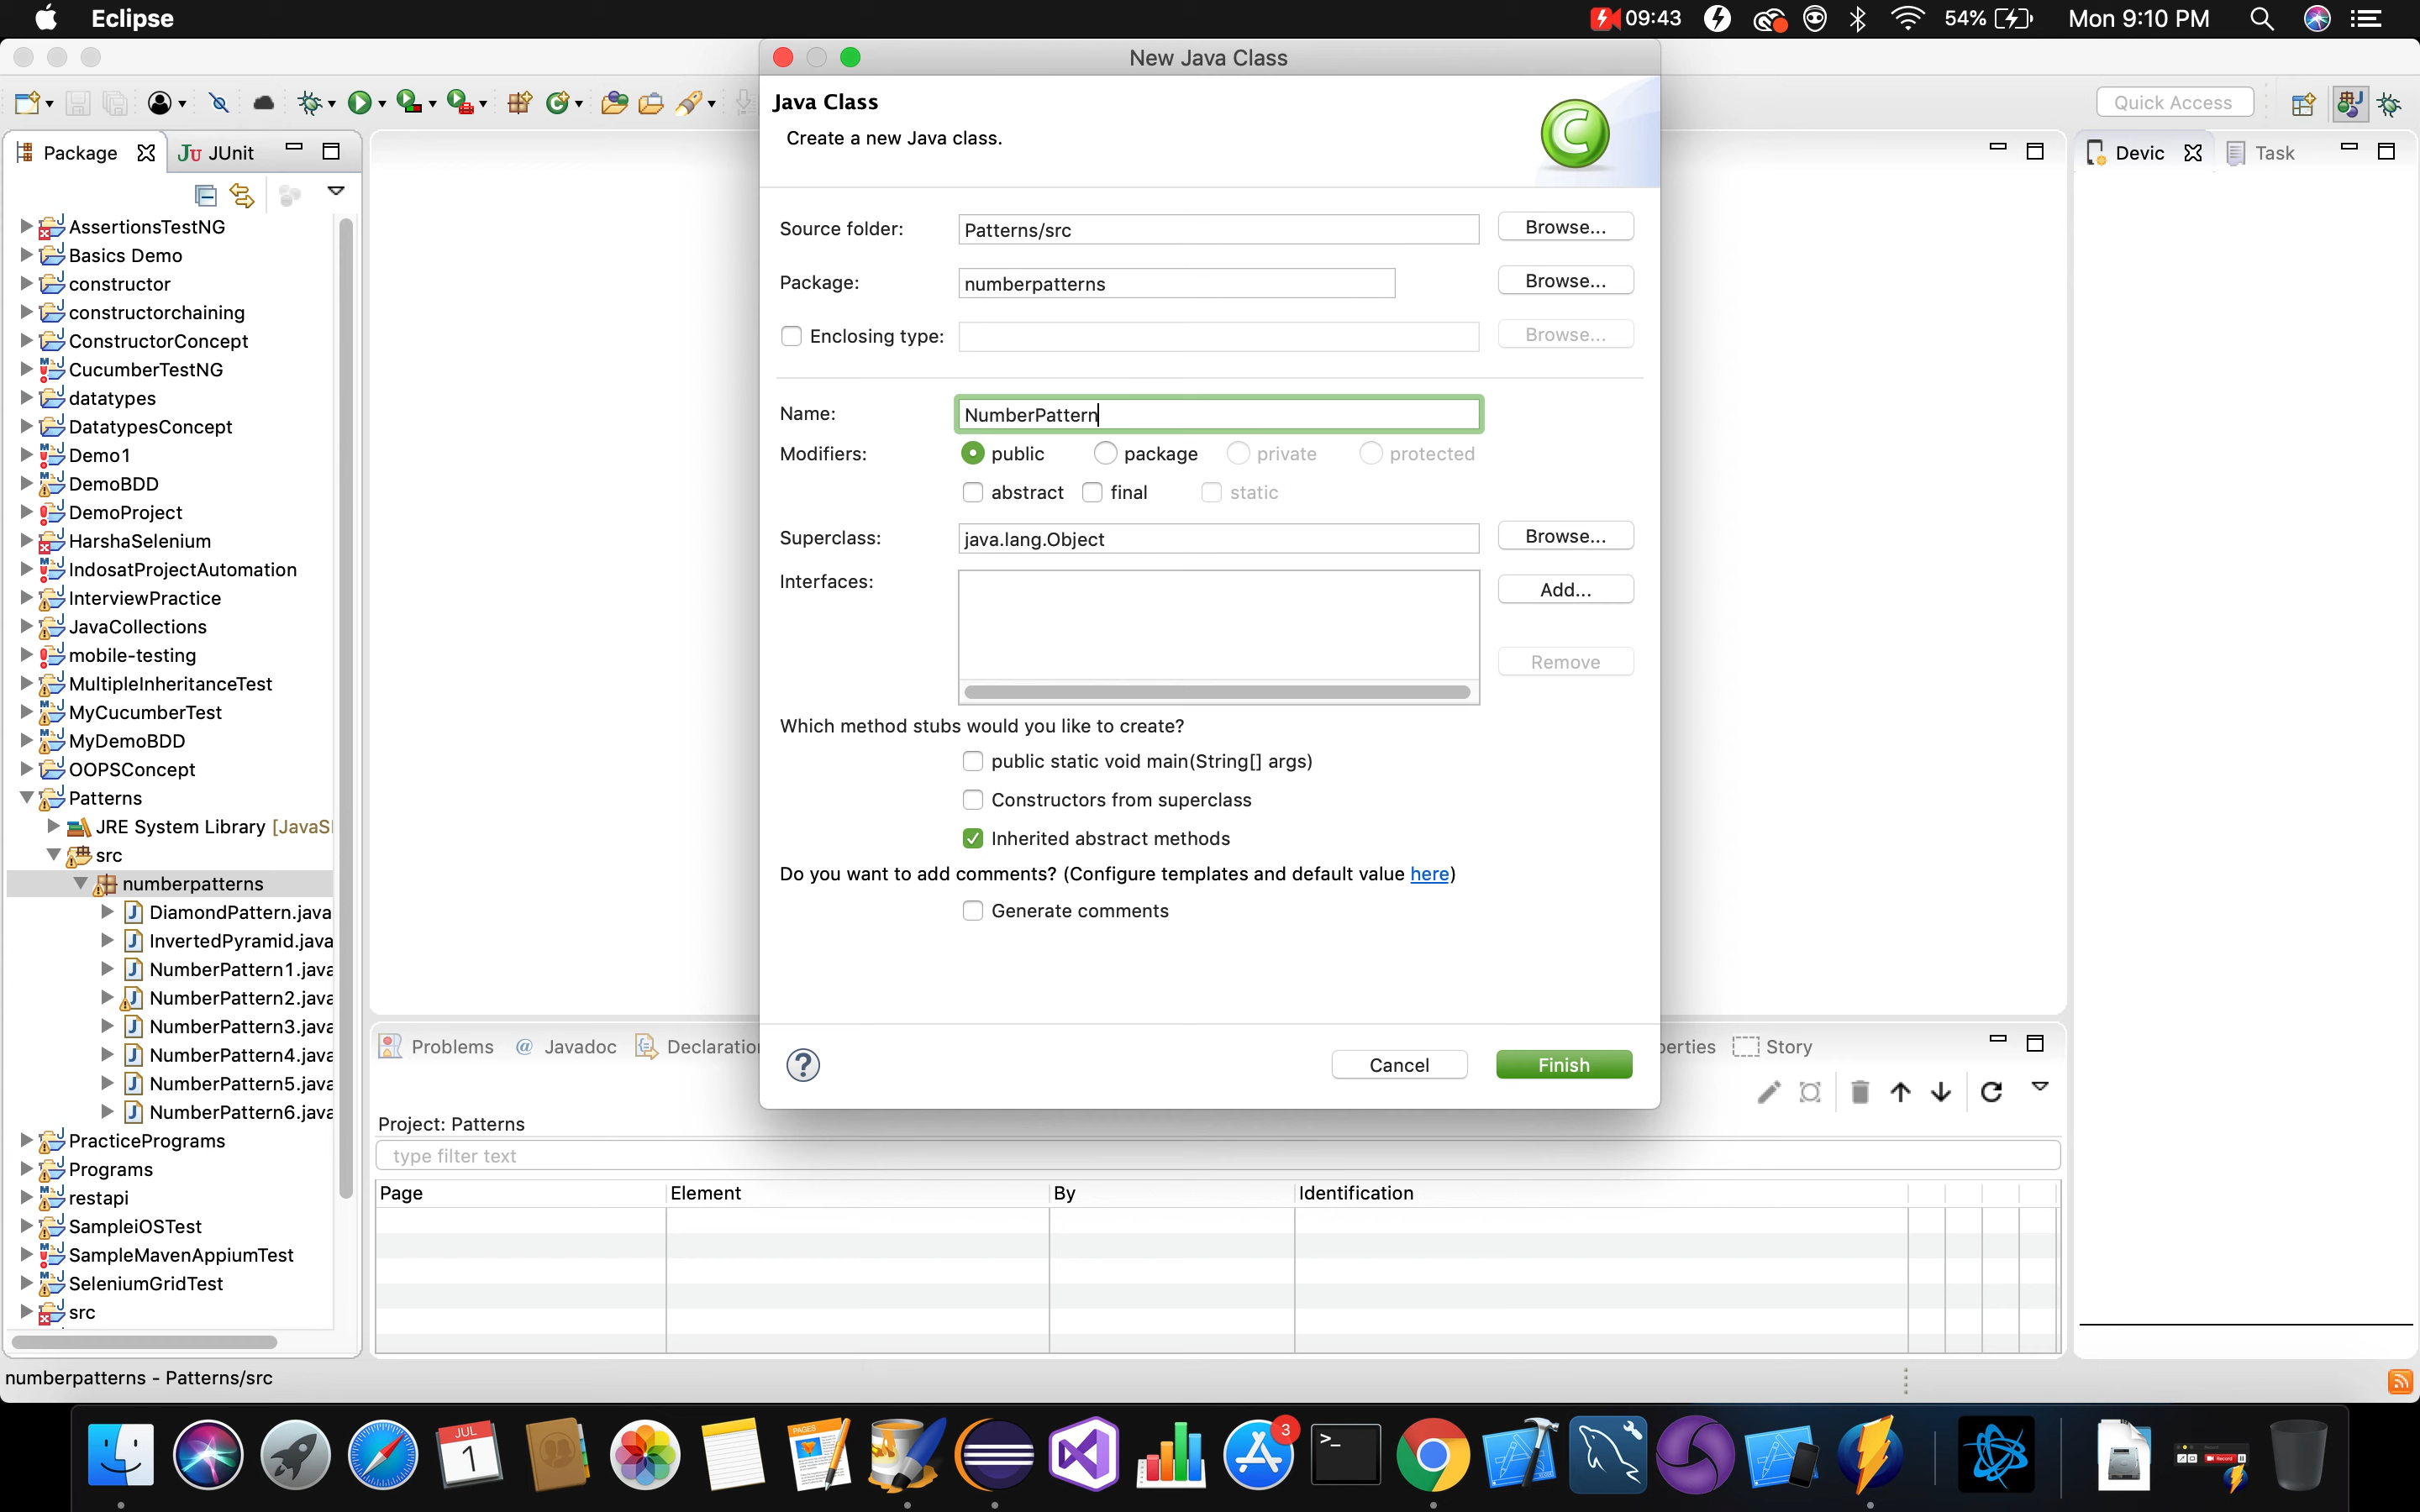 Eclipse
09:43
54%
Mon 9:10 PM
New Java Class
Quick Access
Java Class
Create a new Java class.
Package
JUnit
Devic
Task
AssertionsTestNG
Basics Demo
constructor
constructorchaining
ConstructorConcept
CucumberTestNG
datatypes
DatatypesConcept
Demo1
DemoBDD
DemoProject
HarshaSelenium
IndosatProjectAutomation
InterviewPractice
JavaCollections
mobile-testing
MultipleInheritanceTest
MyCucumberTest
MyDemoBDD
OOPSConcept
Patterns
JRE System Library [JavaS
src
numberpatterns
DiamondPattern.java
InvertedPyramid.java
NumberPattern1.java
NumberPattern2.java
NumberPattern3.java
NumberPattern4.java
NumberPattern5.java
NumberPattern6.java
PracticePrograms
Programs
restapi
SampleiOSTest
SampleMavenAppiumTest
SeleniumGridTest
src
Source folder: Patterns/src Browse...
Package: numberpatterns Browse...
Enclosing type: Browse...
Name: NumberPattern
Modifiers: public package private protected
abstract final static
Superclass: java.lang.Object Browse...
Interfaces: Add...
Remove
Which method stubs would you like to create?
public static void main(String[] args)
Constructors from superclass
Inherited abstract methods
Do you want to add comments? (Configure templates and default value here)
Generate comments
Cancel Finish
Problems @ Javadoc Declaratio perties Story
Project: Patterns
type filter text
Page Element By Identification
numberpatterns - Patterns/src
JUL
1
PAGES
3
>_
Record